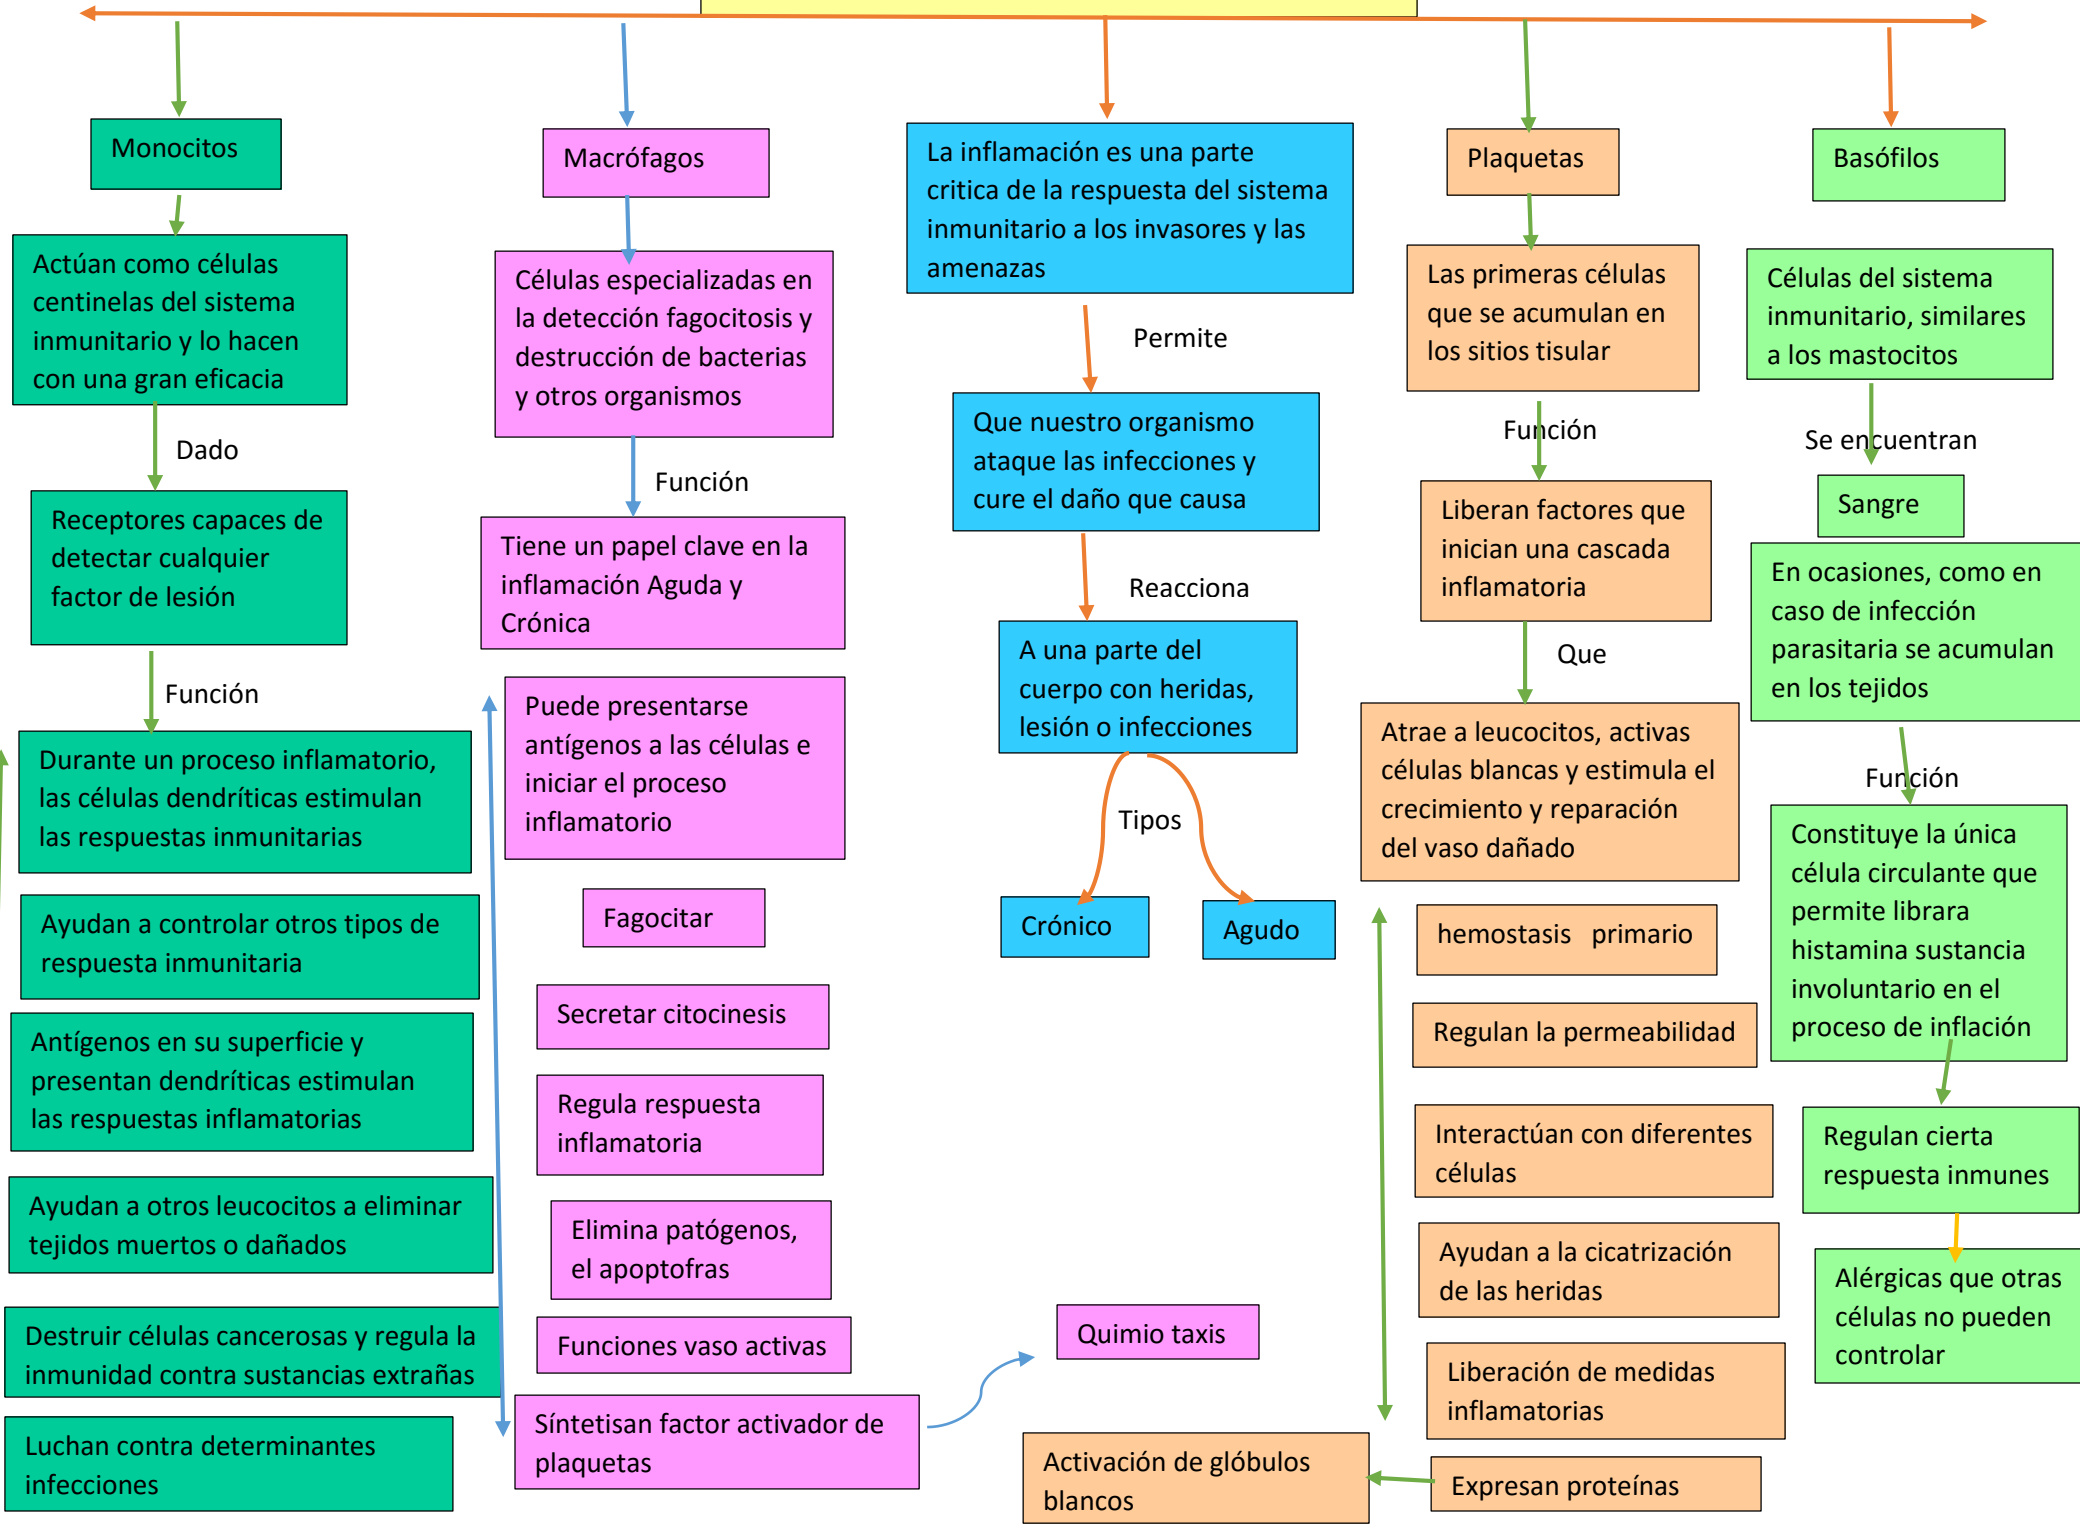 Monocitos
Actúan como células
centinelas del sistema
inmunitario y lo hacen
con una gran eficacia
Dado
Receptores capaces de
detectar cualquier
factor de lesión
Función
Durante un proceso inflamatorio,
las células dendríticas estimulan
las respuestas inmunitarias
Ayudan a controlar otros tipos de
respuesta inmunitaria
Antígenos en su superficie y
presentan dendríticas estimulan
las respuestas inflamatorias
Ayudan a otros leucocitos a eliminar
tejidos muertos o dañados
Destruir células cancerosas y regula la
inmunidad contra sustancias extrañas
Luchan contra determinantes
infecciones
Macrófagos
Células especializadas en
la detección fagocitosis y
destrucción de bacterias
y otros organismos
Función
Tiene un papel clave en la
inflamación Aguda y
Crónica
Puede presentarse
antígenos a las células e
iniciar el proceso
inflamatorio
Fagocitar
Secretar citocinesis
Regula respuesta
inflamatoria
Elimina patógenos,
el apoptofras
Funciones vaso activas
Síntetisan factor activador de
plaquetas
Quimio taxis
La inflamación es una parte
critica de la respuesta del sistema
inmunitario a los invasores y las
amenazas
Permite
Que nuestro organismo
ataque las infecciones y
cure el daño que causa
Reacciona
A una parte del
cuerpo con heridas,
lesión o infecciones
Tipos
Crónico
Agudo
Plaquetas
Las primeras células
que se acumulan en
los sitios tisular
Función
Liberan factores que
inician una cascada
inflamatoria
Que
Atrae a leucocitos, activas
células blancas y estimula el
crecimiento y reparación
del vaso dañado
hemostasis primario
Regulan la permeabilidad
Interactúan con diferentes
células
Ayudan a la cicatrización
de las heridas
Liberación de medidas
inflamatorias
Expresan proteínas
Activación de glóbulos
blancos
Basófilos
Células del sistema
inmunitario, similares
a los mastocitos
Se encuentran
Sangre
En ocasiones, como en
caso de infección
parasitaria se acumulan
en los tejidos
Función
Constituye la única
célula circulante que
permite librara
histamina sustancia
involuntario en el
proceso de inflación
Regulan cierta
respuesta inmunes
Alérgicas que otras
células no pueden
controlar